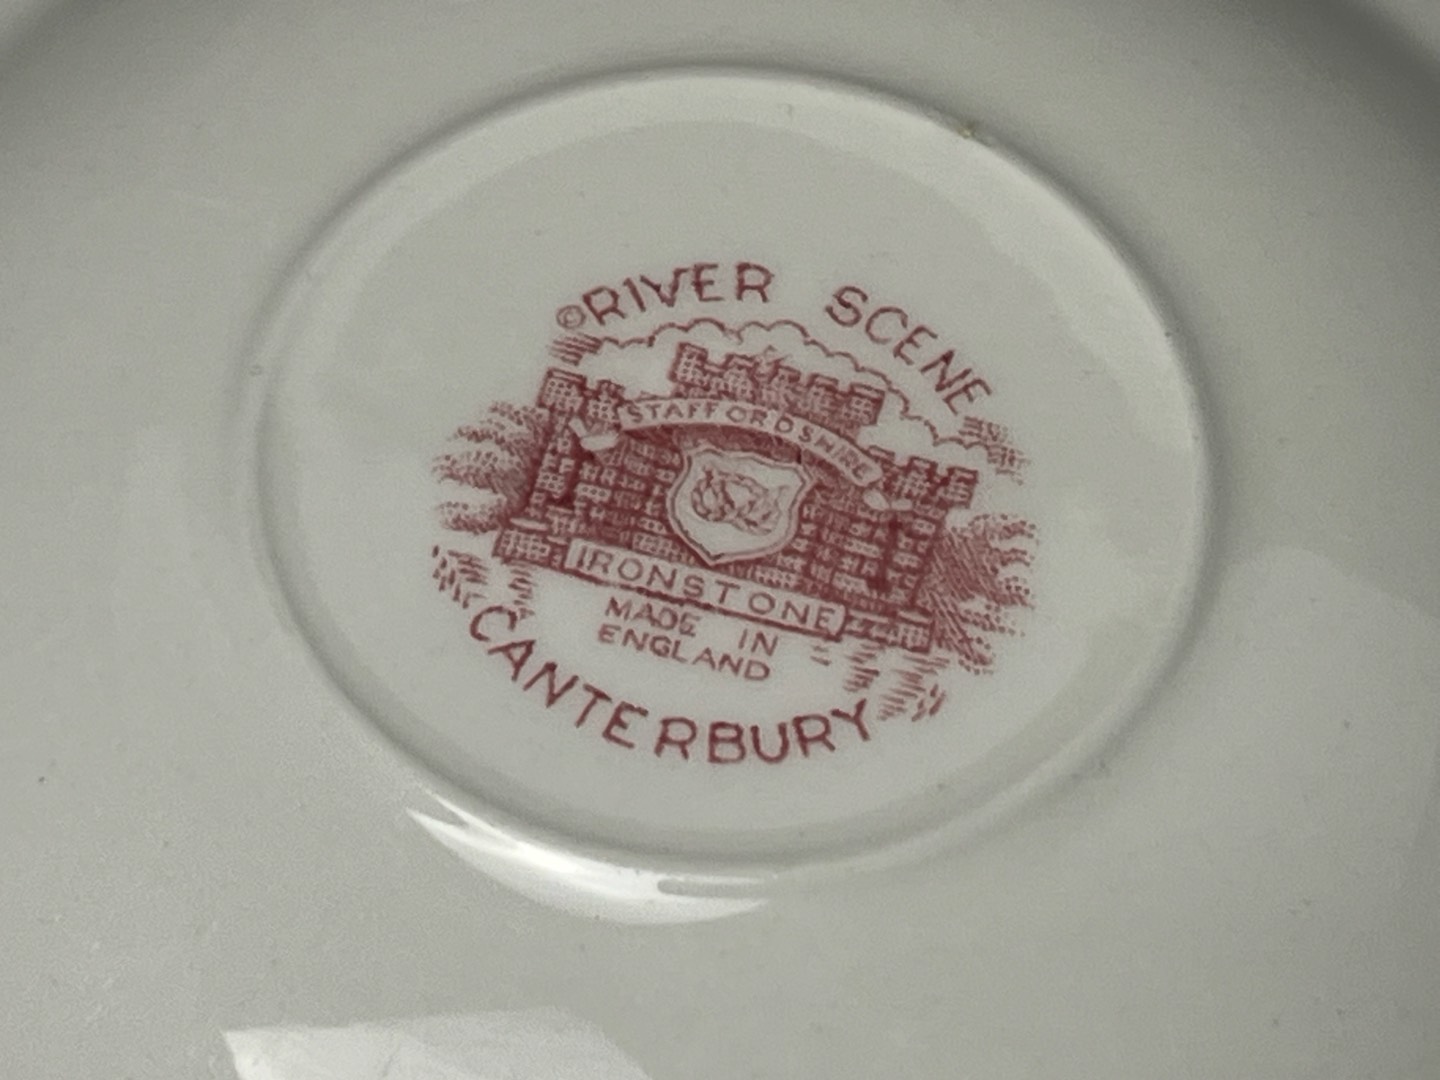 © RIVER SCENE
STAFFORDSHIRE
IRONSTONE
MADE IN
ENGLAND
CANTERBURY